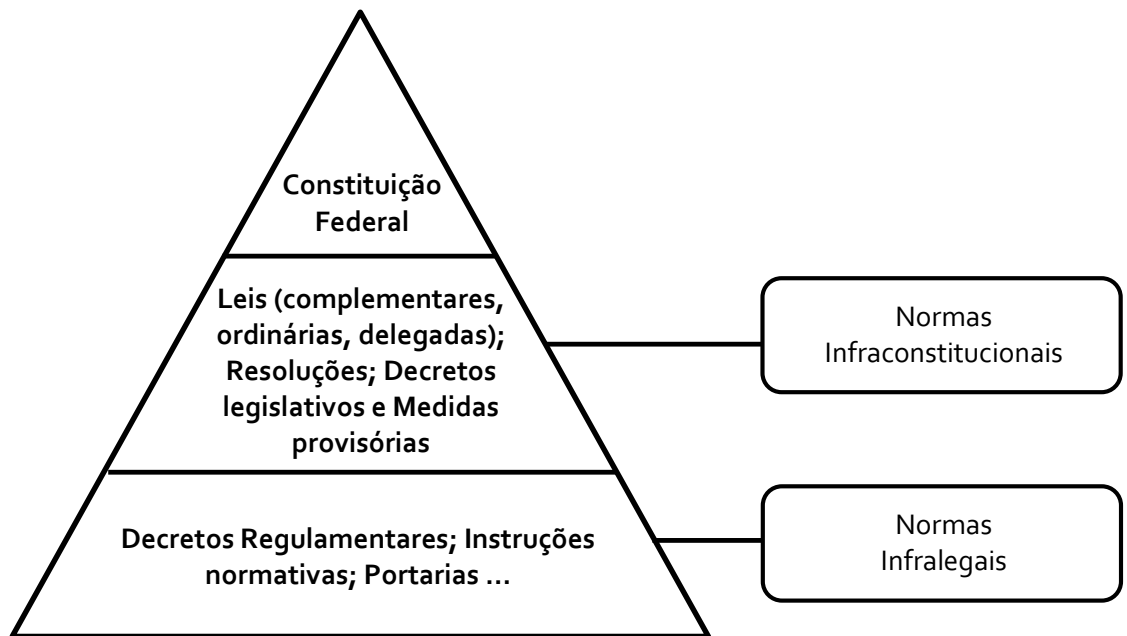 Constituição
Federal
Leis (complementares,
ordinárias, delegadas);
Resoluções; Decretos
legislativos e Medidas
provisórias
Normas
Infraconstitucionais
Decretos Regulamentares; Instruções
normativas; Portarias ...
Normas
Infralegais